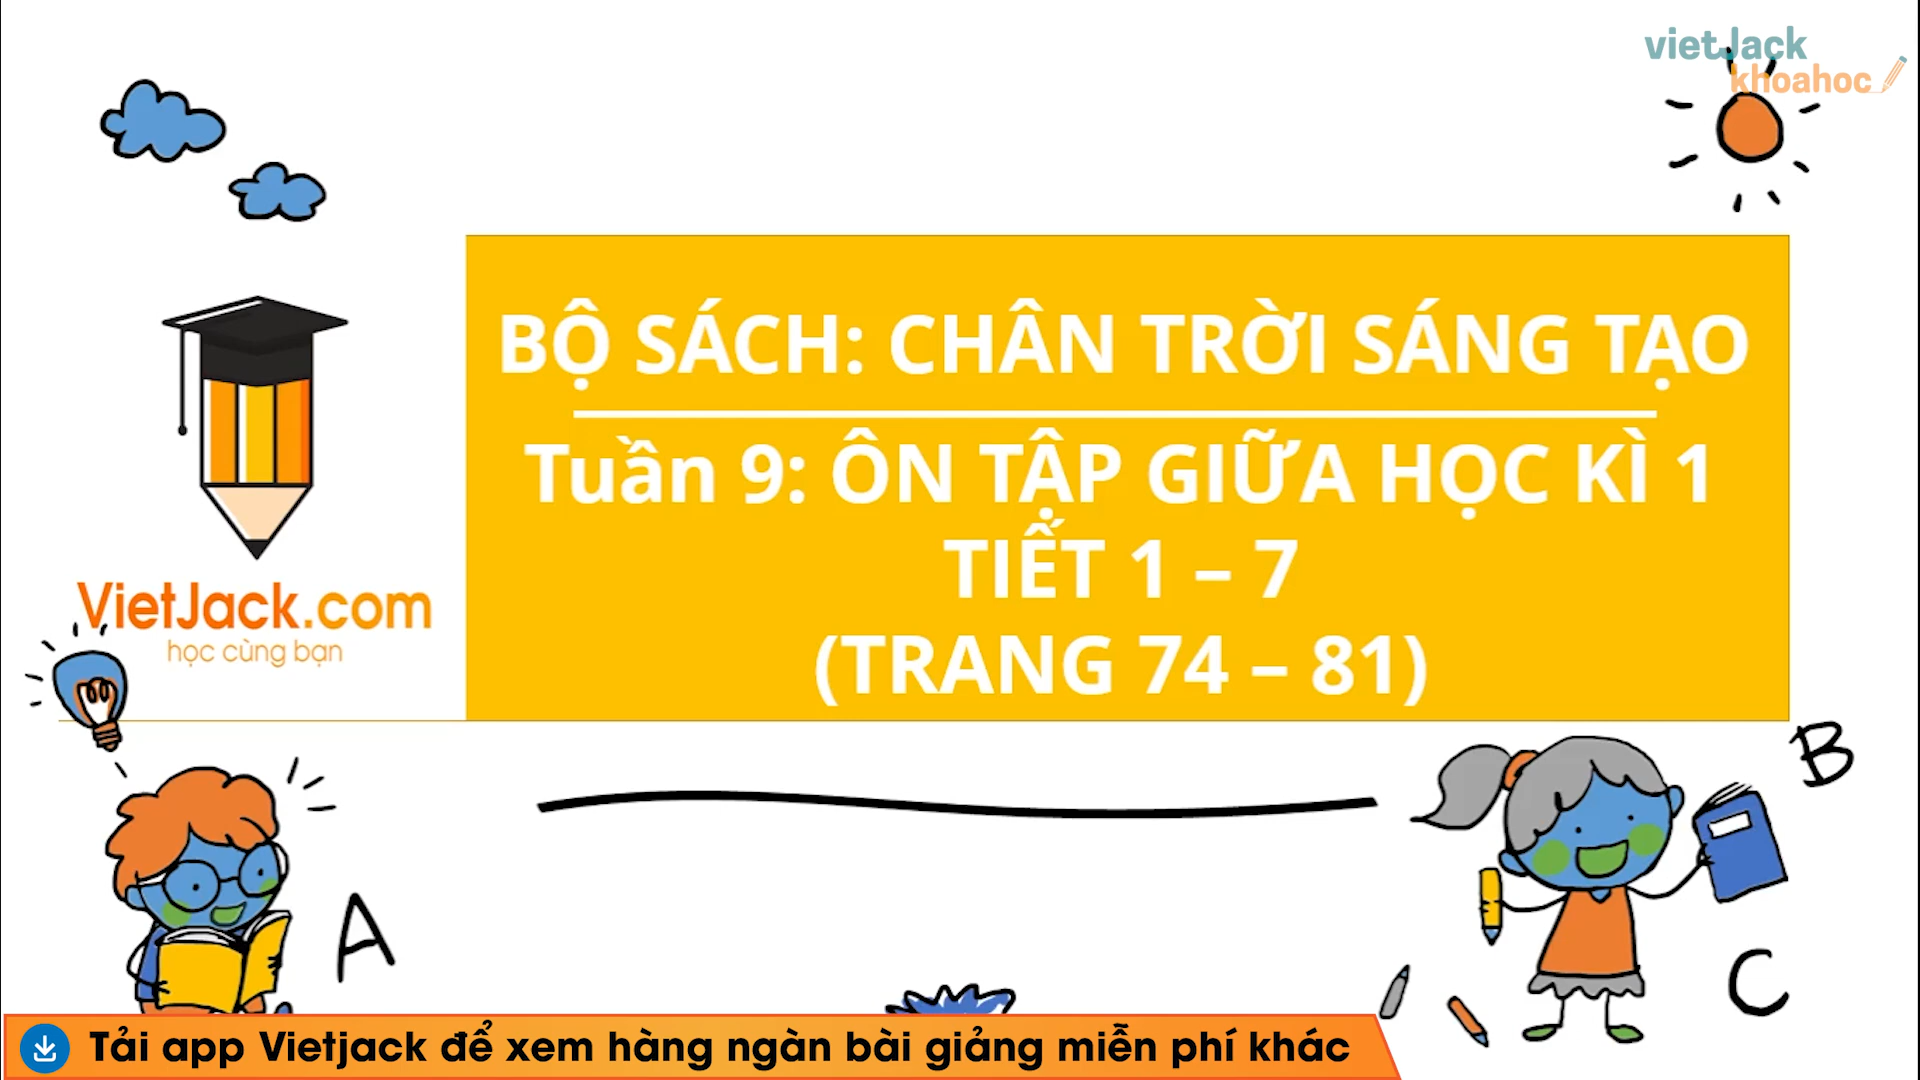 vietJack
khoahoc
BỘ SÁCH: CHÂN TRỜI SÁNG TẠO
Tuần 9: ÔN TẬP GIỮA HỌC KÌ 1
TIẾT 1 – 7
(TRANG 74 – 81)
VietJack.com
học cùng bạn
B
A
C
Tải app Vietjack để xem hàng ngàn bài giảng miễn phí khác